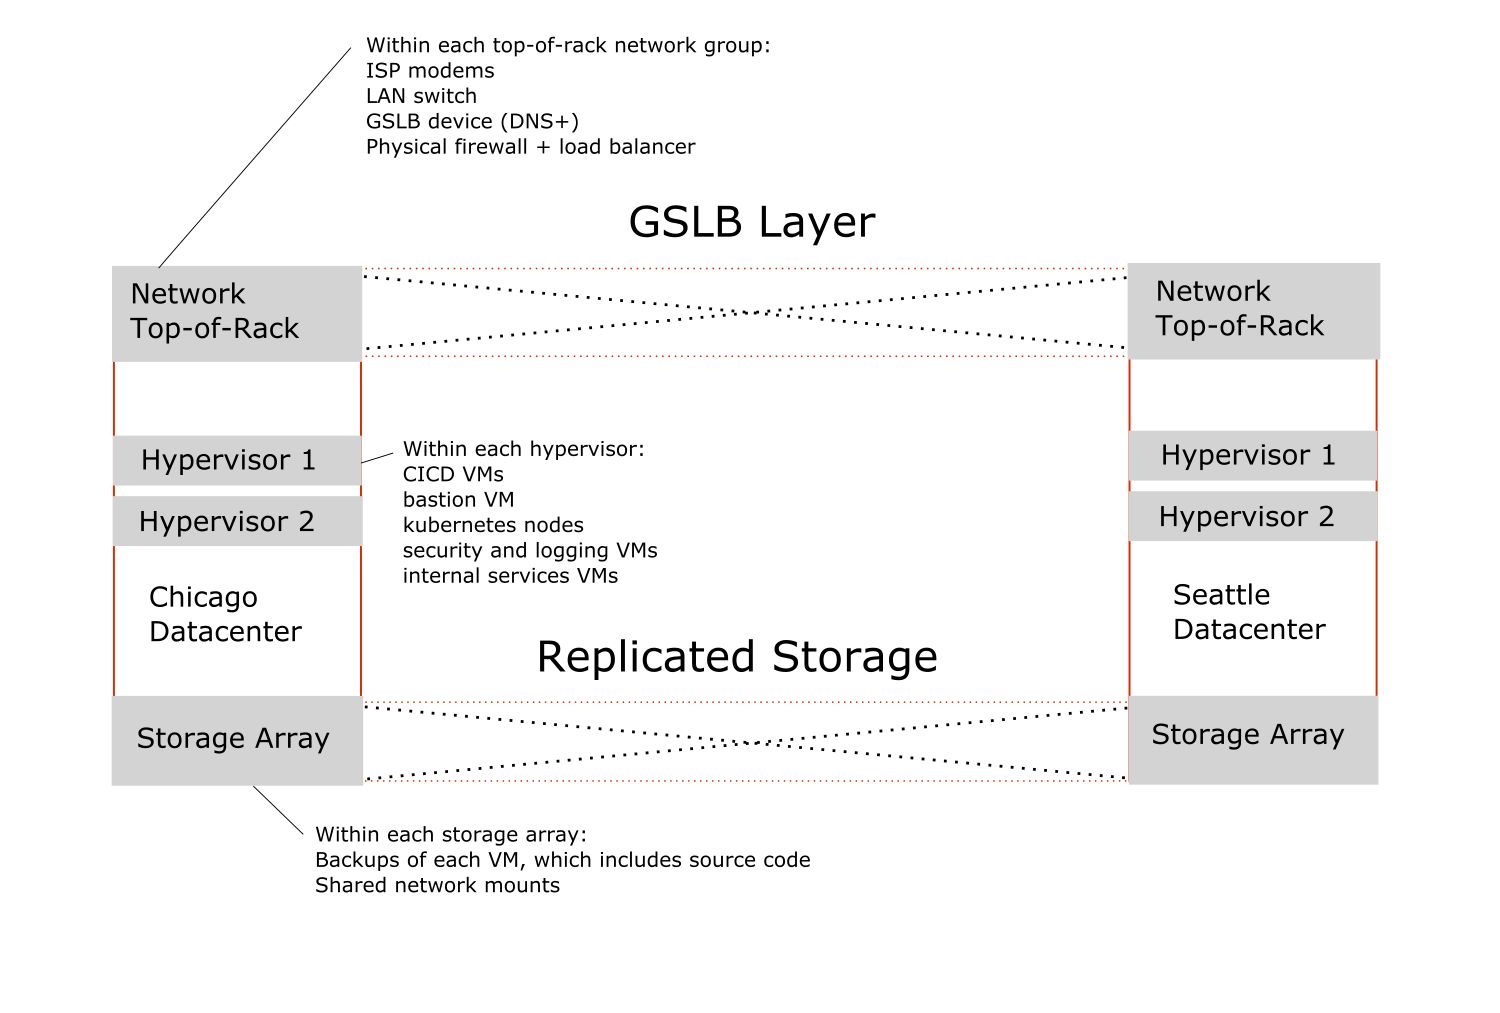 Within each top-of-rack network group:
ISP modems
LAN switch
GSLB device (DNS+)
Physical firewall + load balancer
GSLB Layer
Network
Top-of-Rack
Network
Top-of-Rack
Hypervisor 1
Hypervisor 2
Within each hypervisor:
CICD VMs
bastion VM
kubernetes nodes
security and logging VMs
internal services VMs
Hypervisor 1
Hypervisor 2
Chicago
Datacenter
Seattle
Datacenter
Replicated Storage
Storage Array
Storage Array
Within each storage array:
Backups of each VM, which includes source code
Shared network mounts